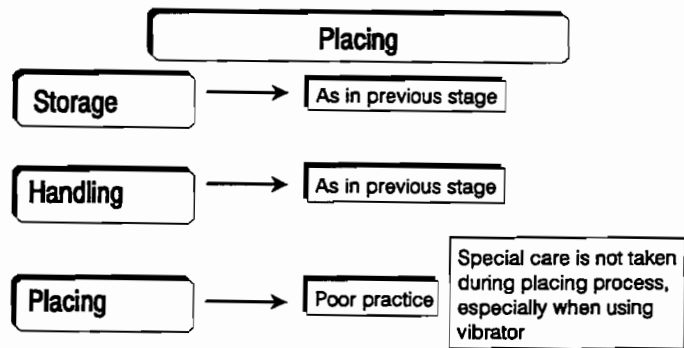 Placing
Storage
As in previous stage
Handling
As in previous stage
Placing
Poor practice
Special care is not taken
during placing process,
especially when using
vibrator